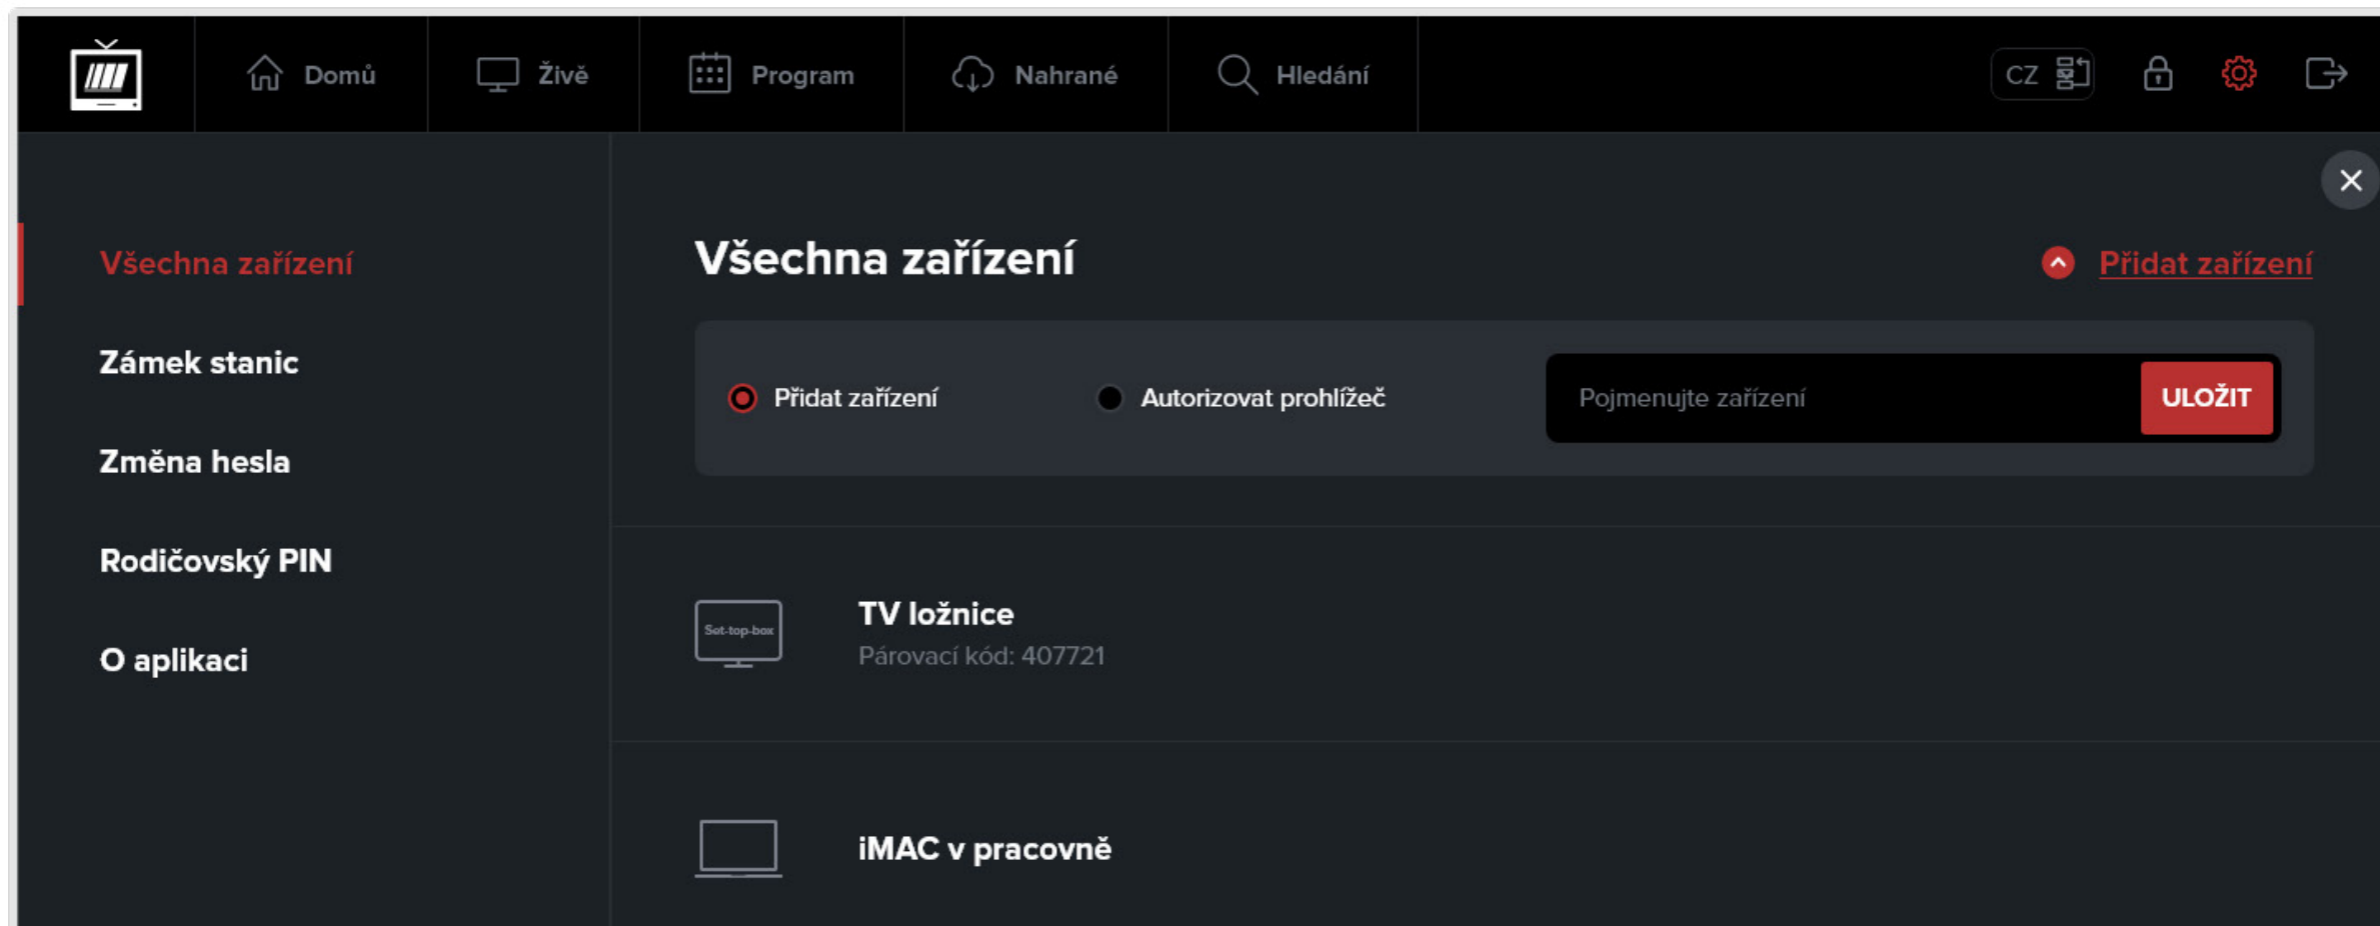 Domů
Živě
Program
Nahrané
Hledání
CZ
Všechna zařízení
Zámek stanic
Změna hesla
Rodičovský PIN
O aplikaci
Všechna zařízení
Přidat zařízení
Přidat zařízení
Autorizovat prohlížeč
Pojmenujte zařízení
ULOŽIT
Set-top-box
TV ložnice
Párovací kód: 407721
iMAC v pracovně